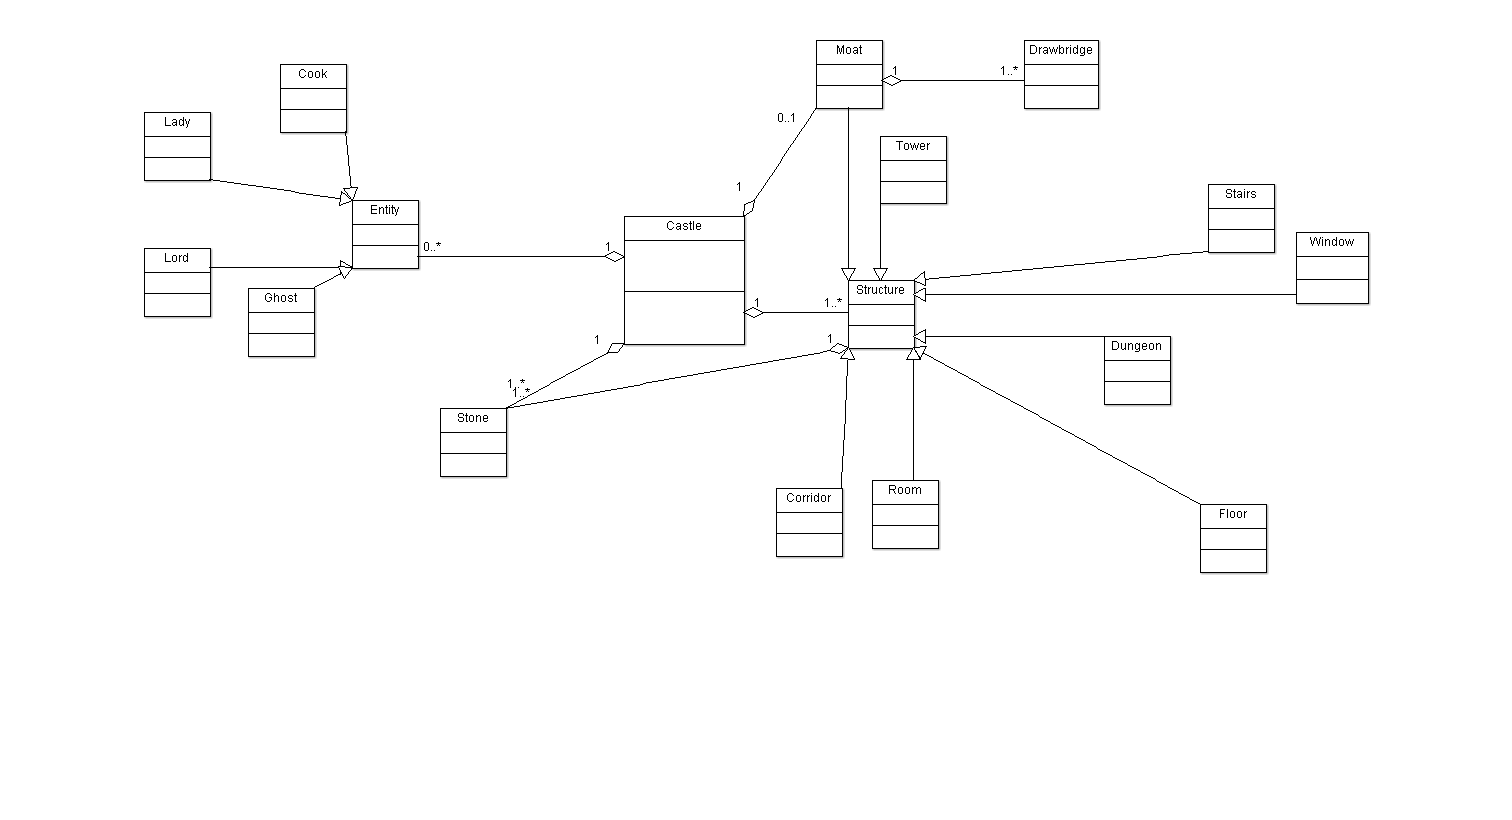 Moat
Drawbridge
1
1..*
Cook
Lady
0..1
Tower
1
Stairs
Entity
Castle
Window
0..*
1
Lord
Ghost
Structure
1
1..*
1
1
Dungeon
1..*
1..*
Stone
Corridor
Room
Floor